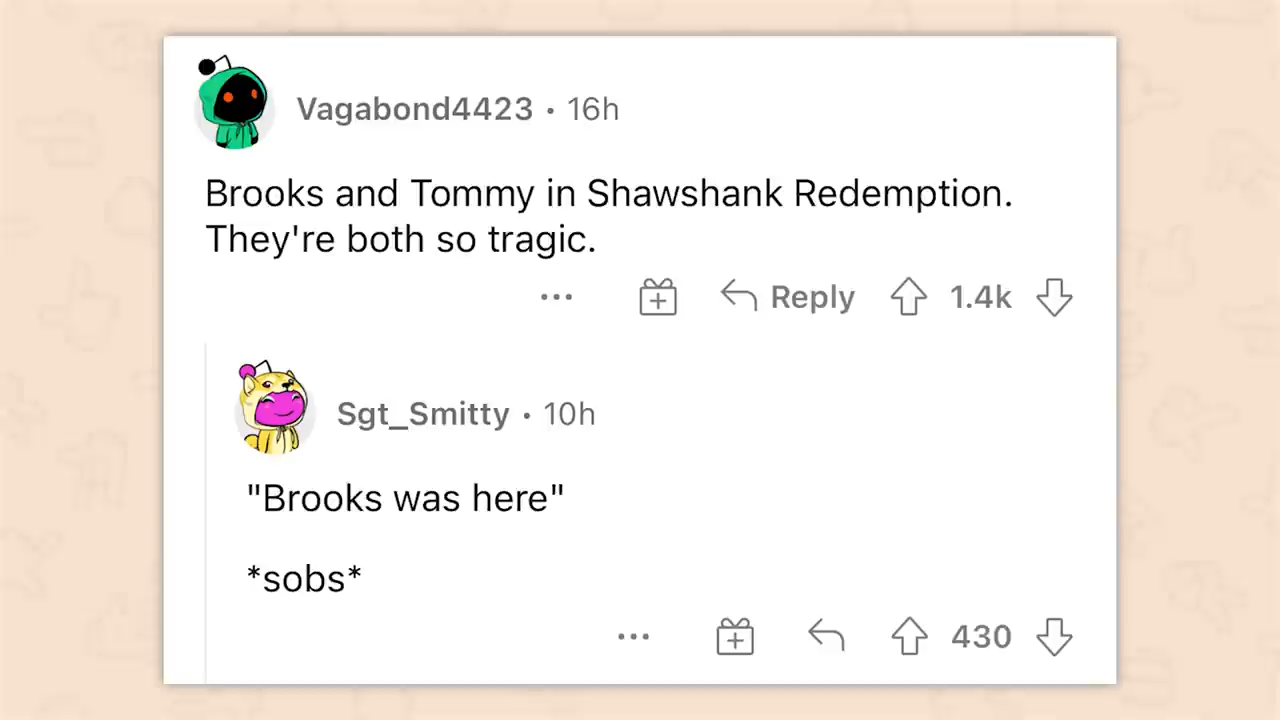 Vagabond4423 · 16h
Brooks and Tommy in Shawshank Redemption.
They're both so tragic.
... Reply 1.4k
Sgt_Smitty · 10h
"Brooks was here"
*sobs*
... 430